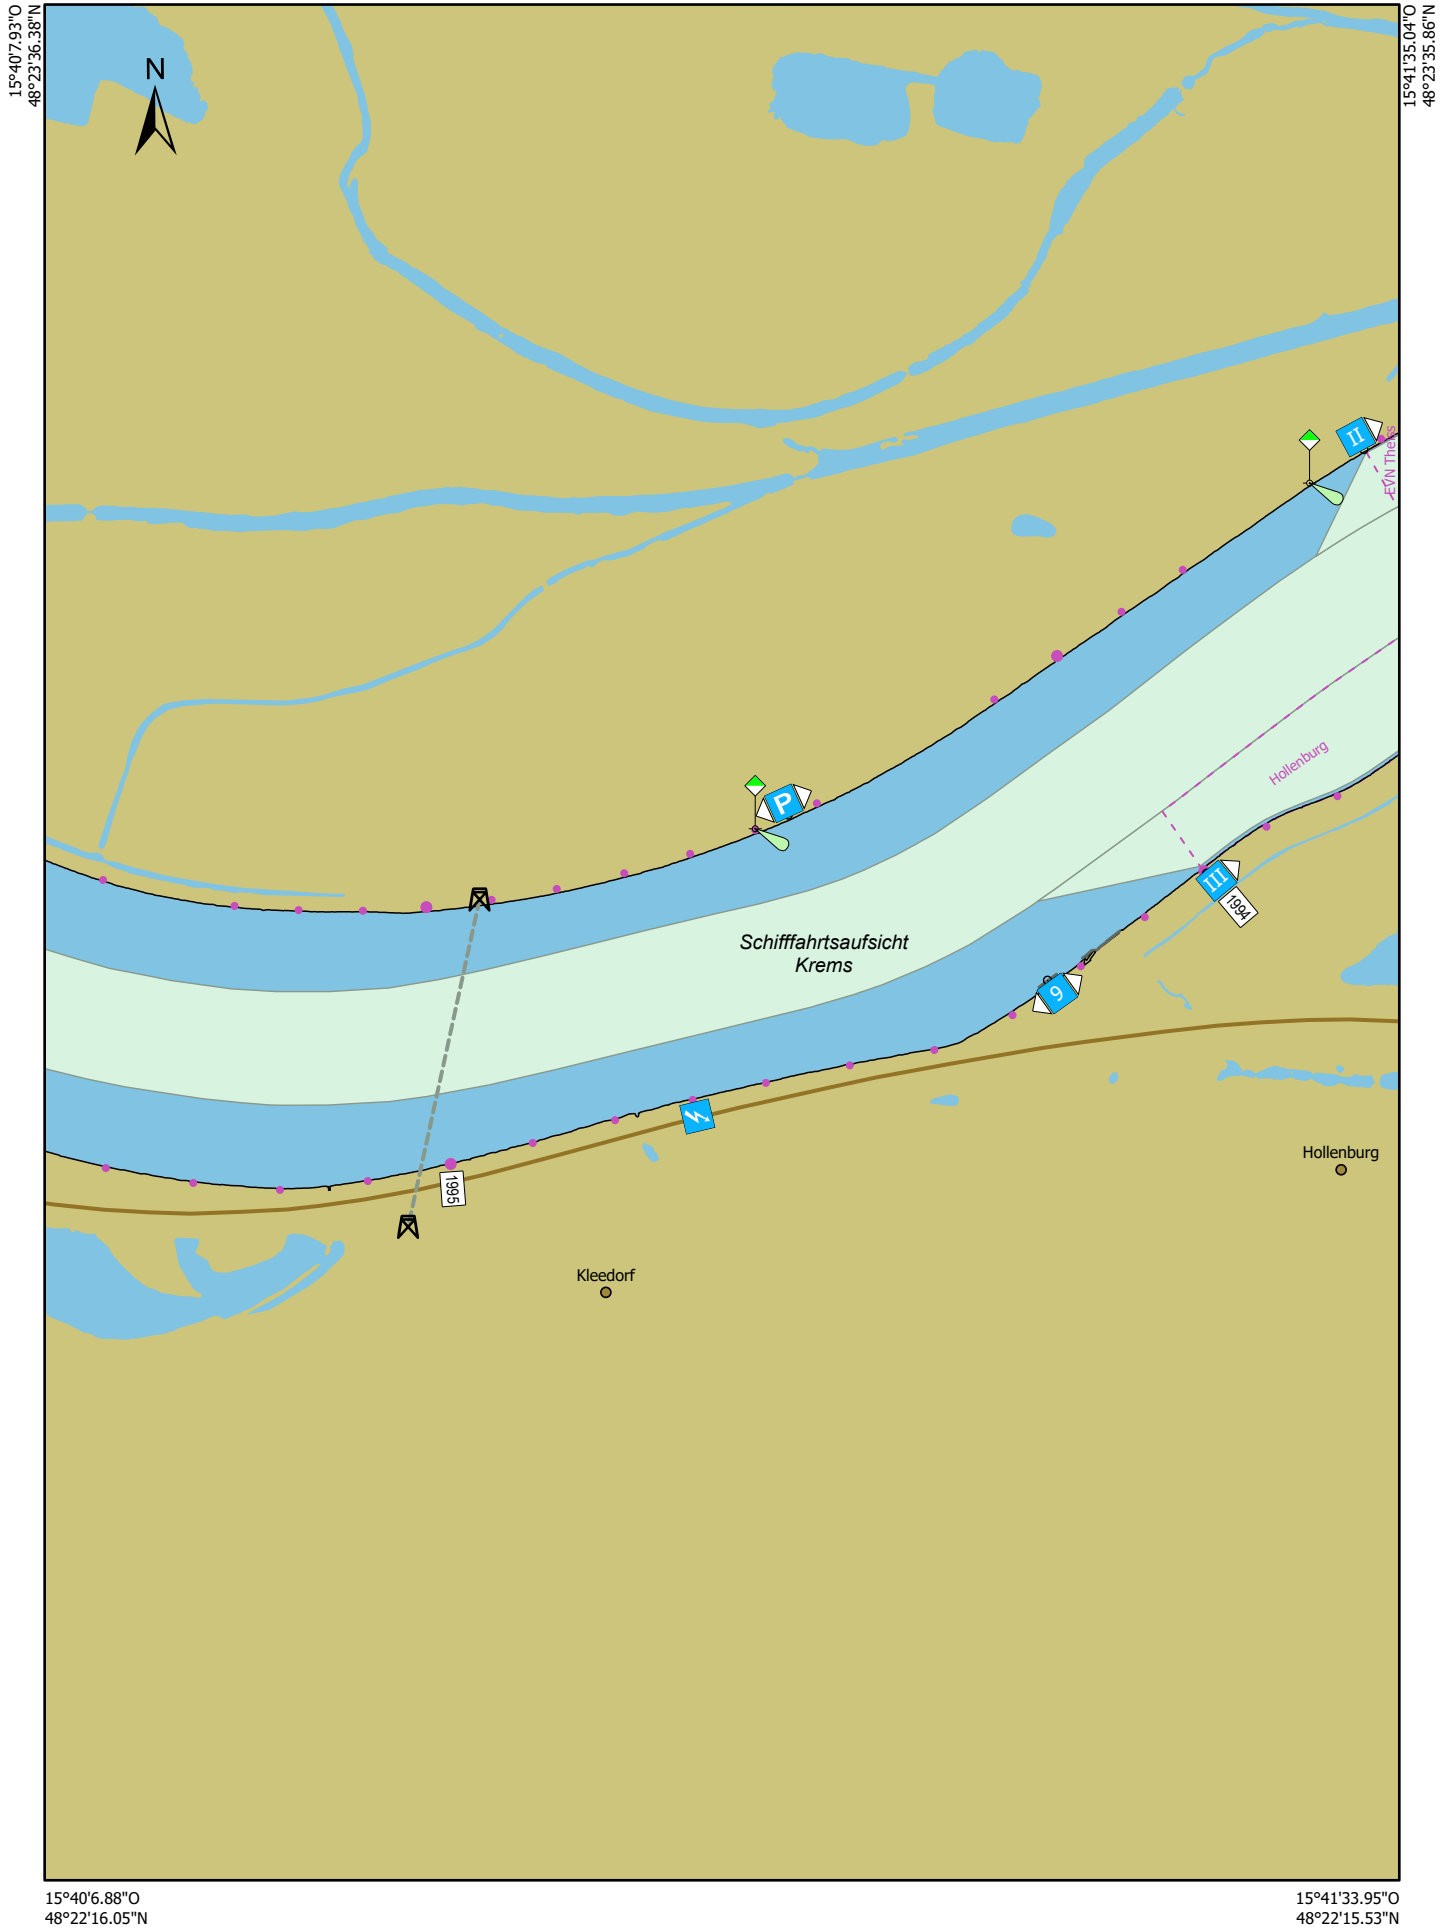 15°40'7.93"O
48°23'36.38"N
15°41'35.04"O
48°23'35.86"N
N
II
EVN Theiss
P
Hollenburg
III
1994
Schifffahrtsaufsicht
Krems
9
1995
Hollenburg
Kleedorf
15°40'6.88"O
48°22'16.05"N
15°41'33.95"O
48°22'15.53"N